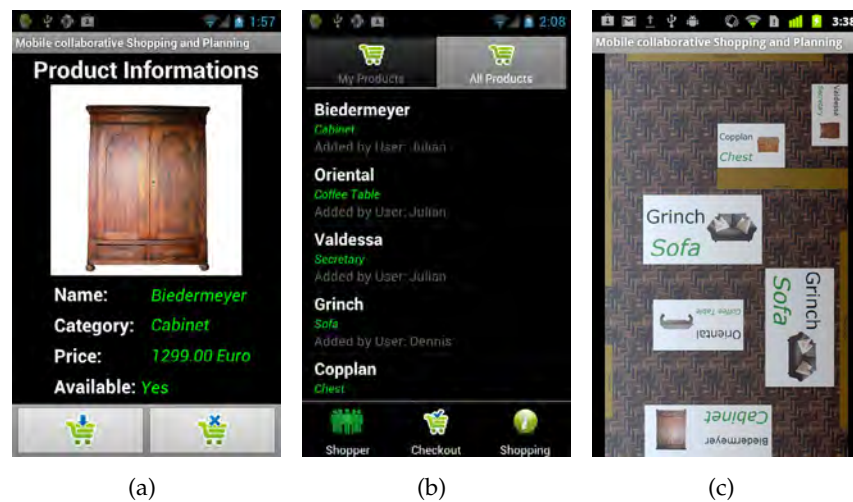 1:57
Mobile collaborative Shopping and Planning
Product Informations
Name: Biedermeyer
Category: Cabinet
Price: 1299.00 Euro
Available: Yes
(a)
2:08
My Products All Products
Biedermeyer
Cabinet
Added by User: Julian
Oriental
Coffee Table
Added by User: Julian
Valdessa
Secretary
Added by User: Julian
Grinch
Sofa
Added by User: Dennis
Copplan
Chest
Shopper Checkout Shopping
(b)
3:38
Mobile collaborative Shopping and Planning
Valdessa
Secretary
Copplan
Chest
Grinch
Sofa
Grinch
Sofa
Coffee Table
Oriental
Cabinet
Biedermeyer
(c)